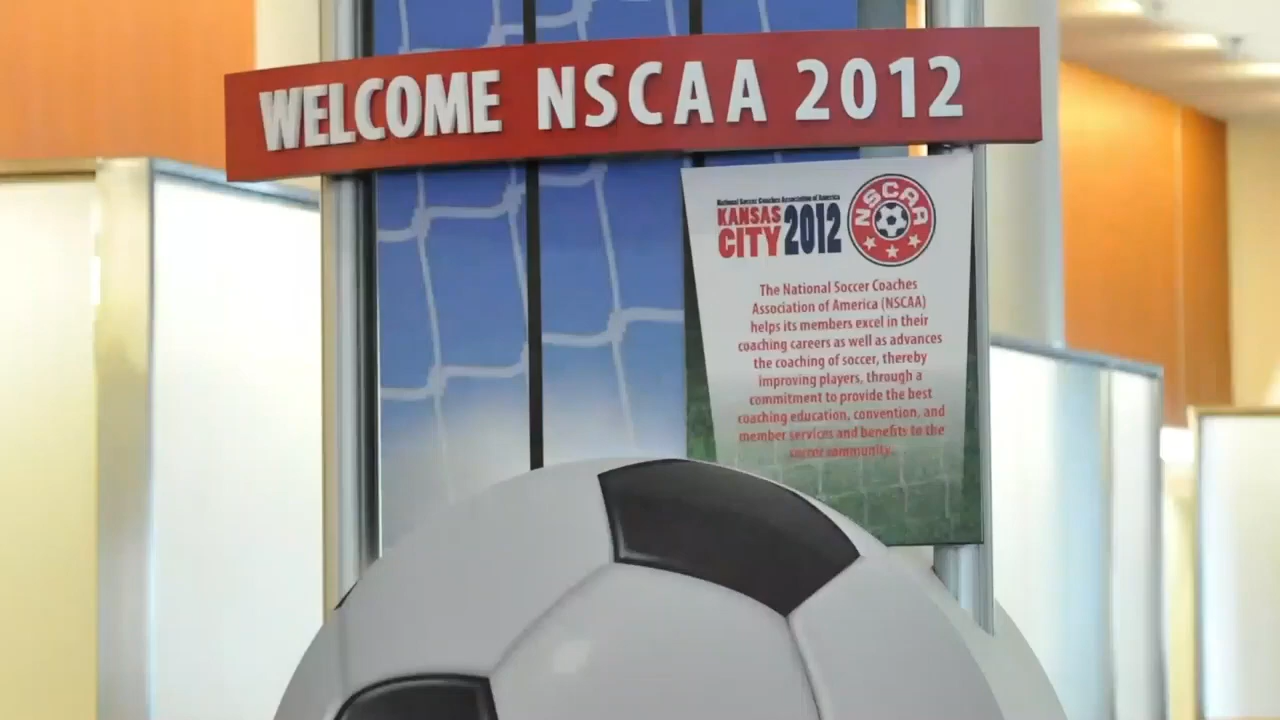 WELCOME NSCAA 2012
National Soccer Coaches Association of America
KANSAS
CITY 2012
NSCAA
The National Soccer Coaches
Association of America (NSCAA)
helps its members excel in their
coaching careers as well as advances
the coaching of soccer, thereby
improving players, through a
commitment to provide the best
coaching education, convention, and
member services and benefits to the
soccer community.